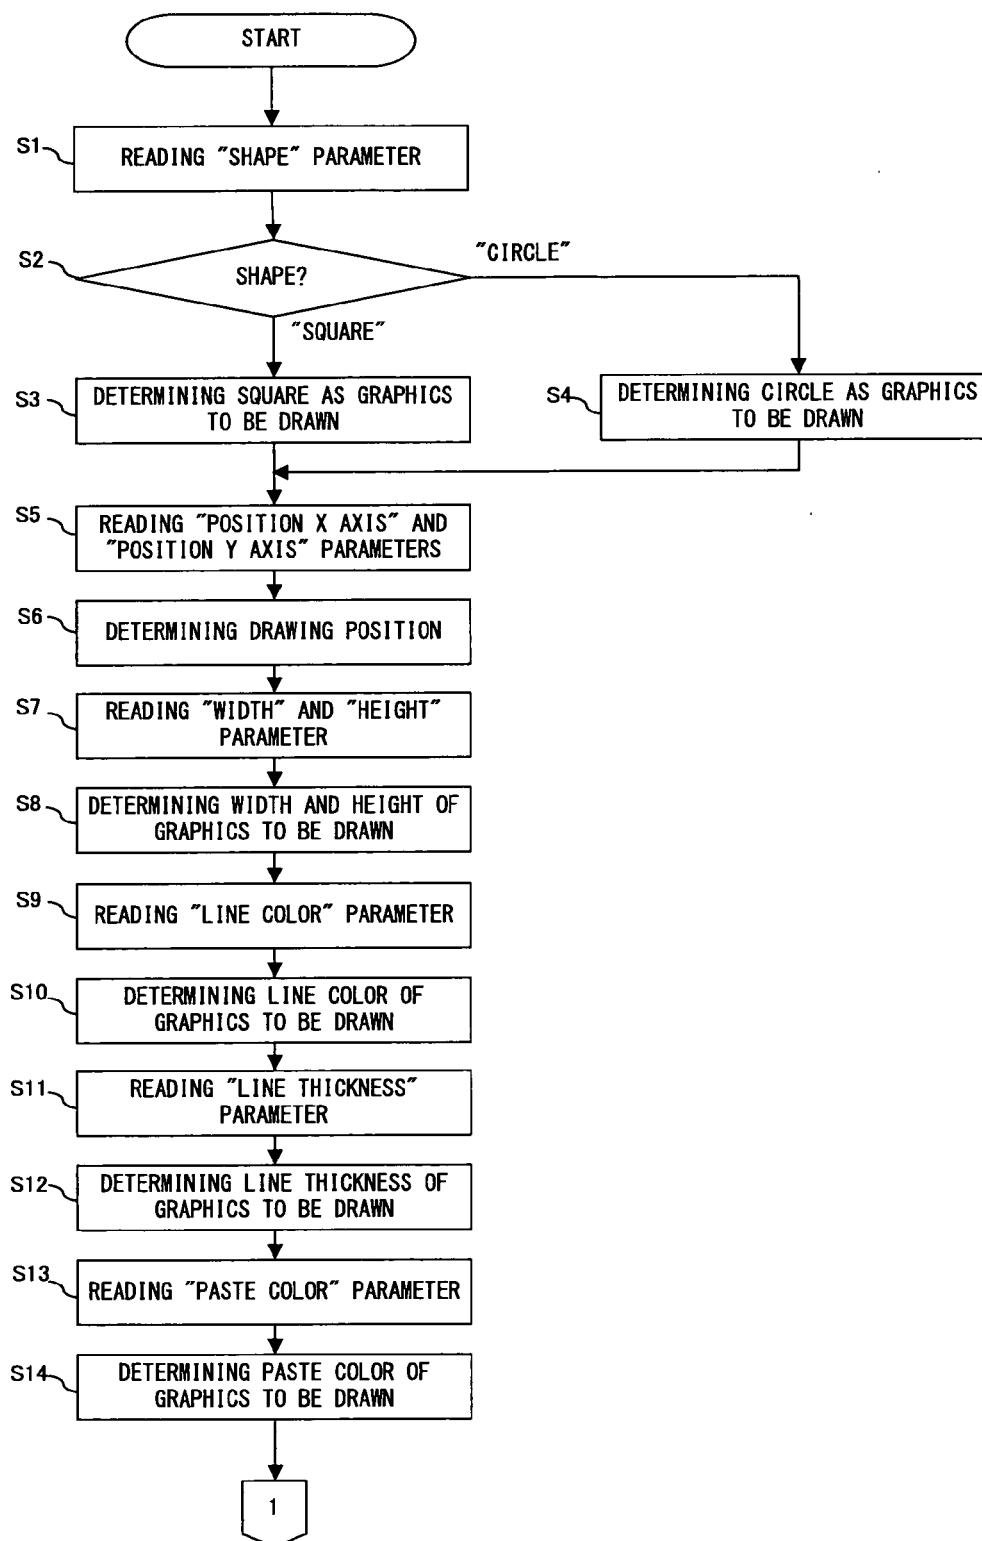 START
S1
READING "SHAPE" PARAMETER
S2
SHAPE?
"CIRCLE"
"SQUARE"
S3
DETERMINING SQUARE AS GRAPHICS
TO BE DRAWN
S4
DETERMINING CIRCLE AS GRAPHICS
TO BE DRAWN
S5
READING "POSITION X AXIS" AND
"POSITION Y AXIS" PARAMETERS
S6
DETERMINING DRAWING POSITION
S7
READING "WIDTH" AND "HEIGHT"
PARAMETER
S8
DETERMINING WIDTH AND HEIGHT OF
GRAPHICS TO BE DRAWN
S9
READING "LINE COLOR" PARAMETER
S10
DETERMINING LINE COLOR OF
GRAPHICS TO BE DRAWN
S11
READING "LINE THICKNESS"
PARAMETER
S12
DETERMINING LINE THICKNESS OF
GRAPHICS TO BE DRAWN
S13
READING "PASTE COLOR" PARAMETER
S14
DETERMINING PASTE COLOR OF
GRAPHICS TO BE DRAWN
1